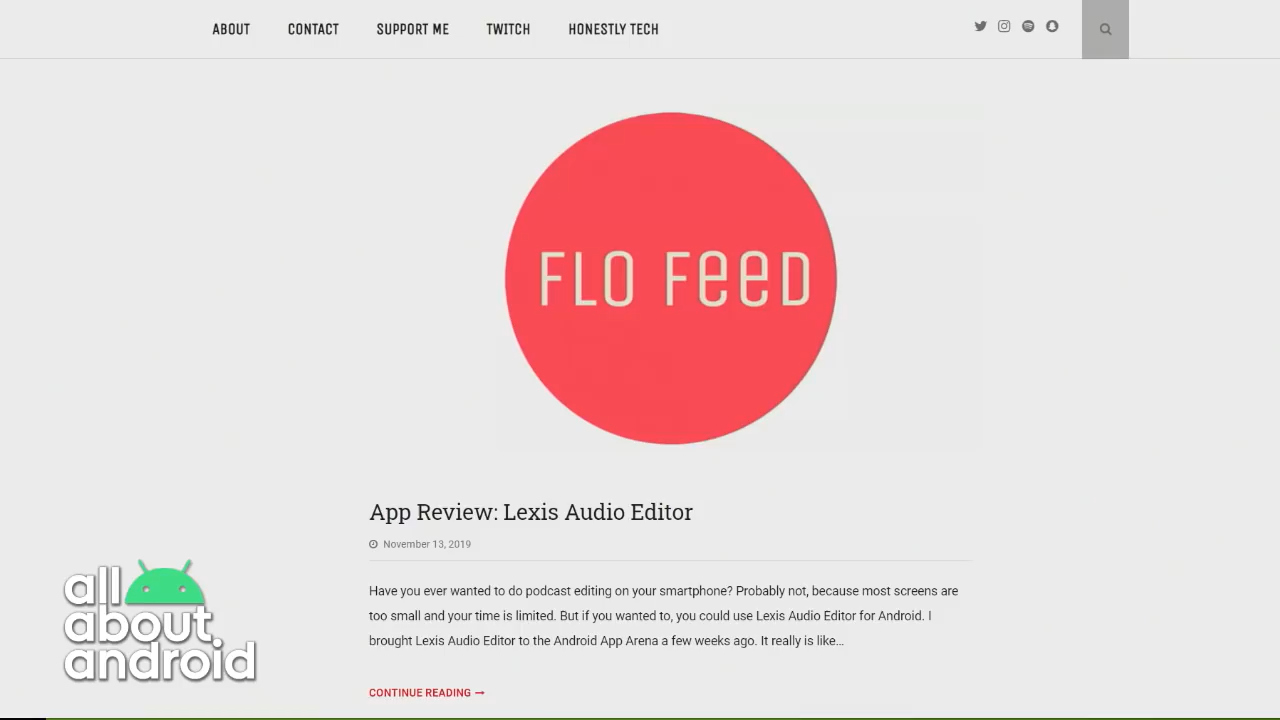 ABOUT CONTACT SUPPORT ME TWITCH HONESTLY TECH
FLO FeeD
App Review: Lexis Audio Editor
November 13, 2019
Have you ever wanted to do podcast editing on your smartphone? Probably not, because most screens are
too small and your time is limited. But if you wanted to, you could use Lexis Audio Editor for Android. I
brought Lexis Audio Editor to the Android App Arena a few weeks ago. It really is like…
CONTINUE READING
all
about
android